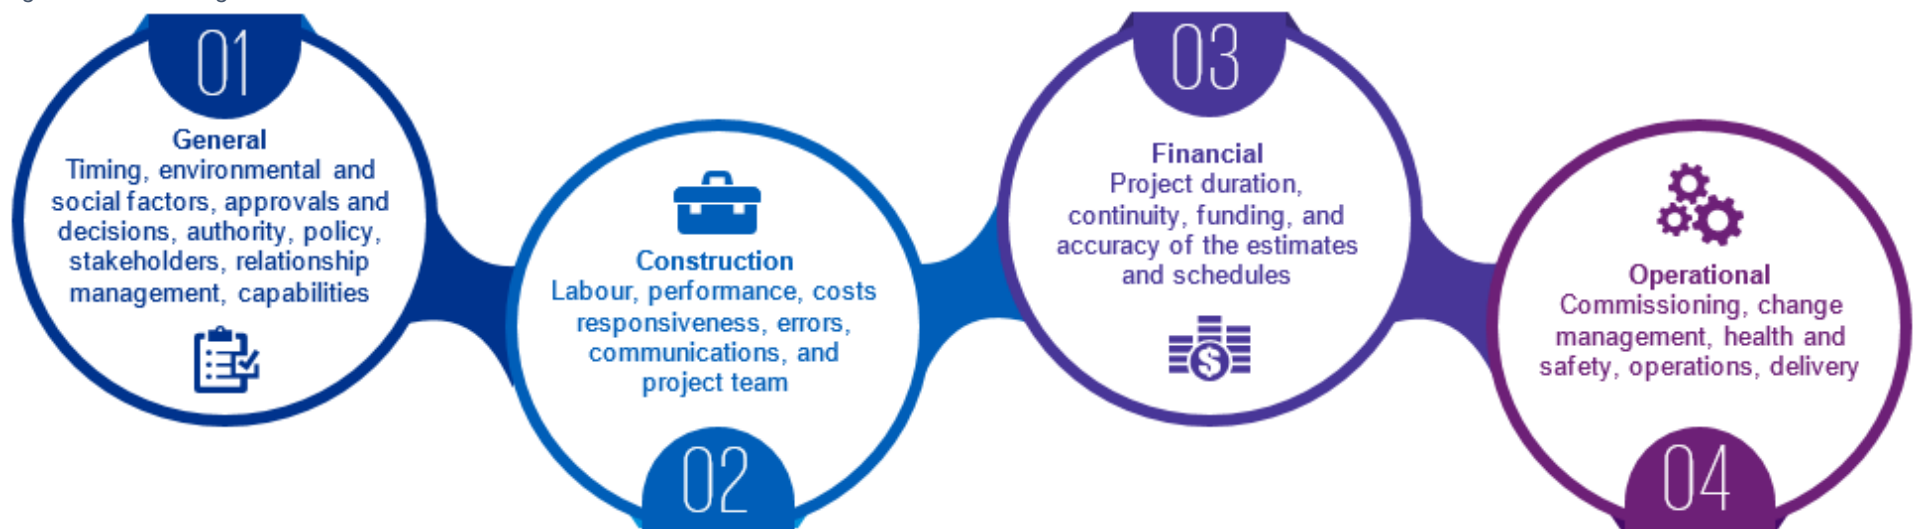 01
General
Timing, environmental and
social factors, approvals and
decisions, authority, policy,
stakeholders, relationship
management, capabilities
Construction
Labour, performance, costs
responsiveness, errors,
communications, and
project team
02
03
Financial
Project duration,
continuity, funding, and
accuracy of the estimates
and schedules
$
Operational
Commissioning, change
management, health and
safety, operations, delivery
04